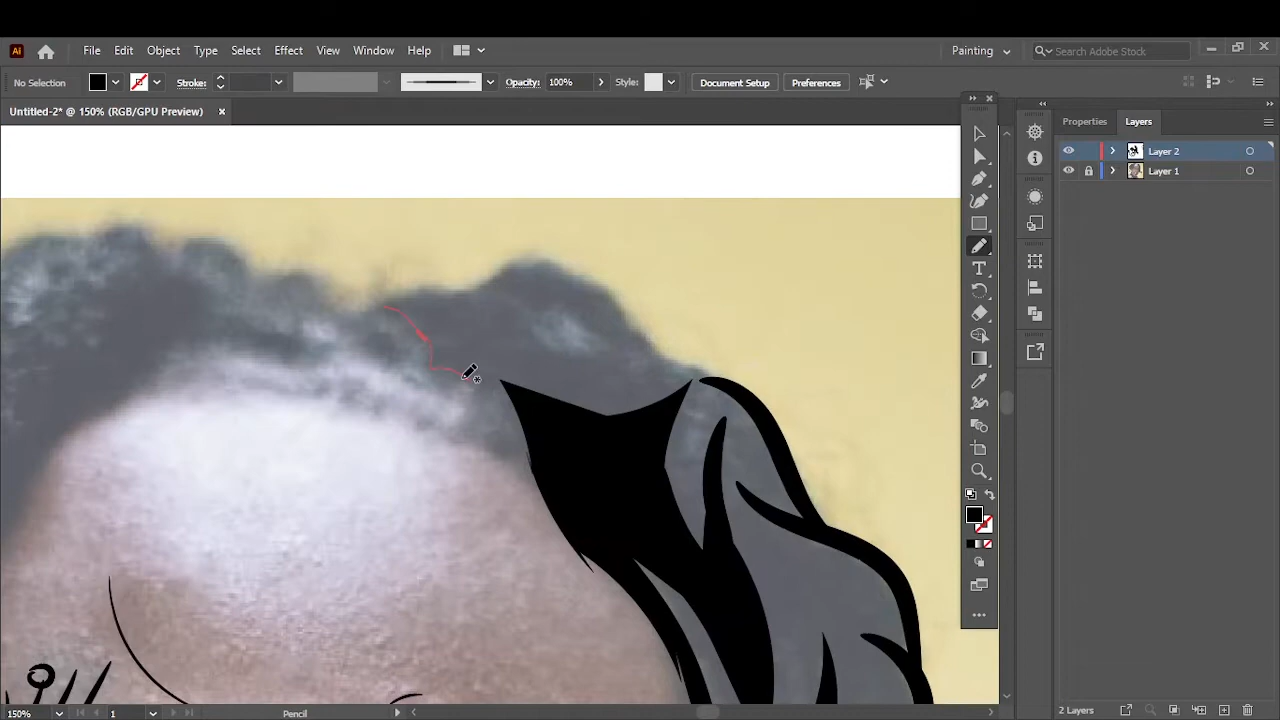 Ai File Edit Object Type Select Effect View Window Help Painting Search Adobe Stock
No Selection Stroke: Opacity: 100% Style: Document Setup Preferences
Untitled-2* @ 150% (RGB/GPU Preview)
Properties Layers
Layer 2
Layer 1
150% 1 Pencil 2 Layers